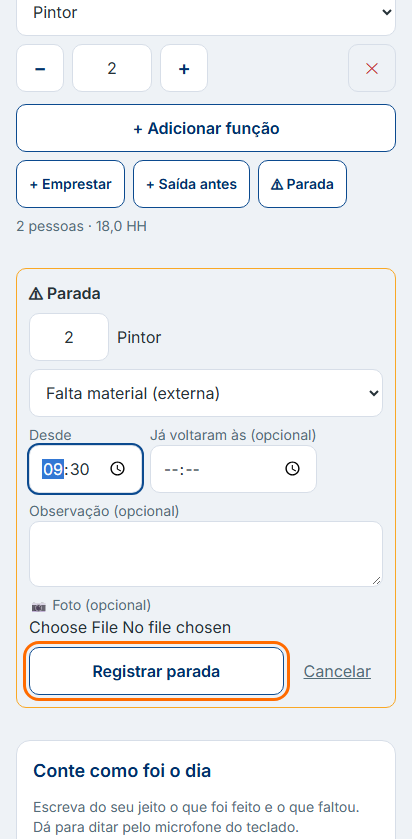 Pintor
− 2 +
+ Adicionar função
+ Emprestar + Saída antes ⚠ Parada
2 pessoas · 18,0 HH
⚠ Parada
2 Pintor
Falta material (externa)
Desde Já voltaram às (opcional)
09:30 --:--
Observação (opcional)
📷 Foto (opcional)
Choose File No file chosen
Registrar parada Cancelar
Conte como foi o dia
Escreva do seu jeito o que foi feito e o que faltou.
Dá para ditar pelo microfone do teclado.